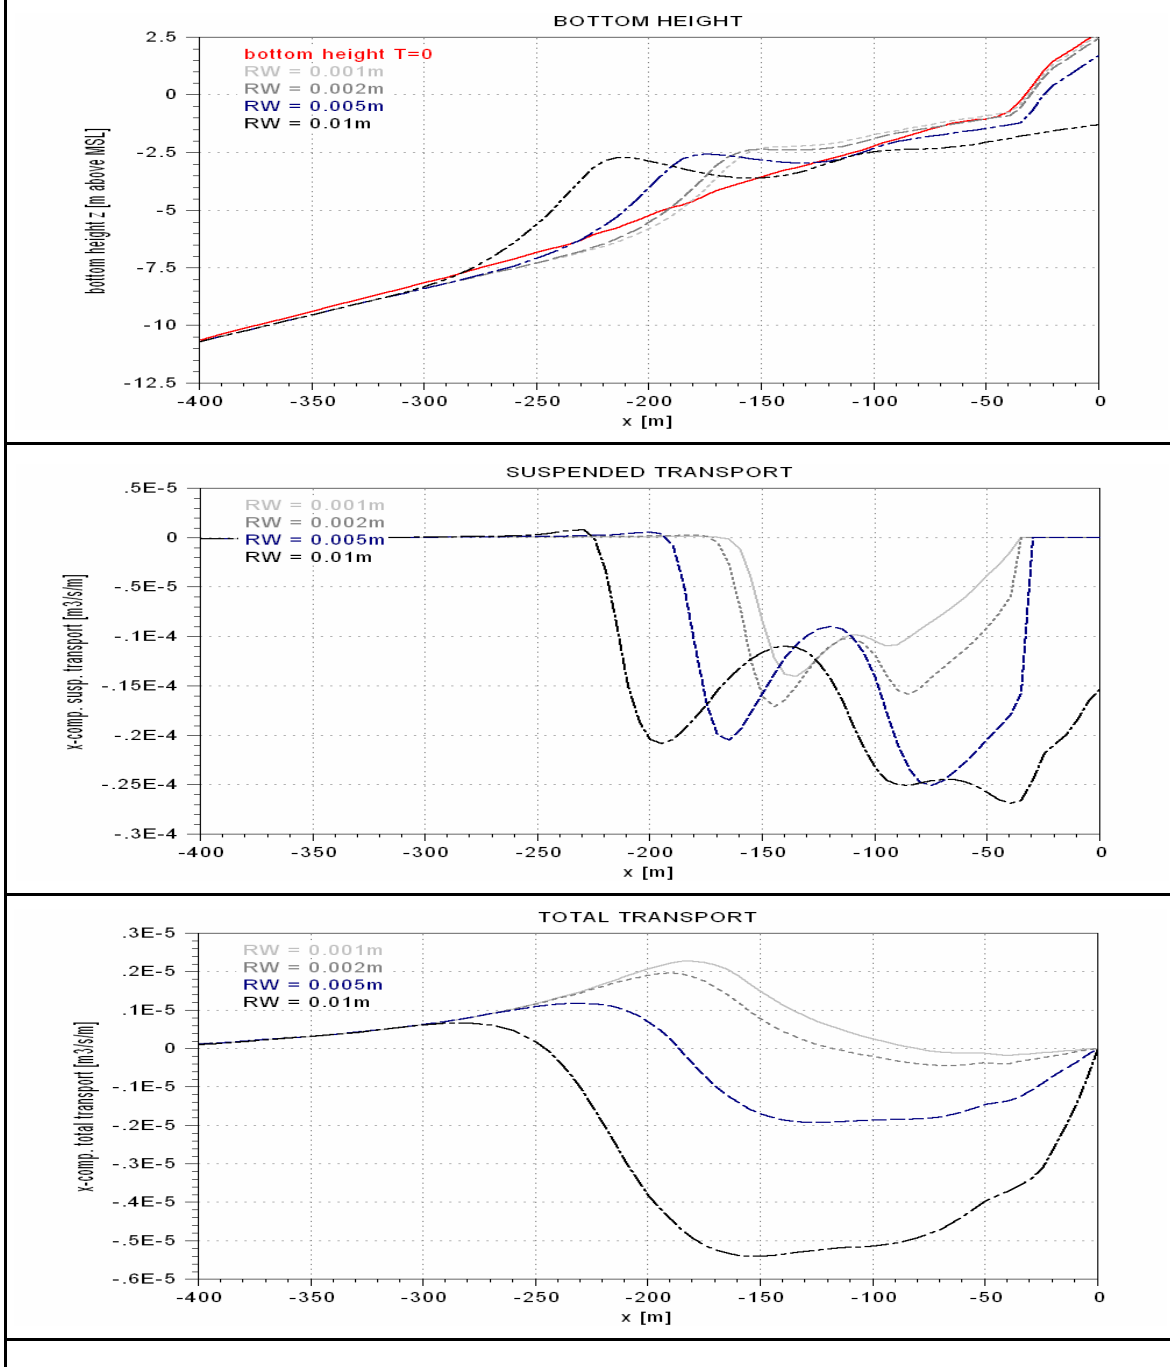 BOTTOM HEIGHT
bottom height z [m above MSL]
2.5
0
-2.5
-5
-7.5
-10
-12.5
bottom height T=0
RW = 0.001m
RW = 0.002m
RW = 0.005m
RW = 0.01m
-400 -350 -300 -250 -200 -150 -100 -50 0
x [m]
SUSPENDED TRANSPORT
x-comp. susp. transport [m3/s/m]
.5E-5
0
-.5E-5
-.1E-4
-.15E-4
-.2E-4
-.25E-4
-.3E-4
RW = 0.001m
RW = 0.002m
RW = 0.005m
RW = 0.01m
-400 -350 -300 -250 -200 -150 -100 -50 0
x [m]
TOTAL TRANSPORT
x-comp. total transport [m3/s/m]
.3E-5
.2E-5
.1E-5
0
-.1E-5
-.2E-5
-.3E-5
-.4E-5
-.5E-5
-.6E-5
RW = 0.001m
RW = 0.002m
RW = 0.005m
RW = 0.01m
-400 -350 -300 -250 -200 -150 -100 -50 0
x [m]